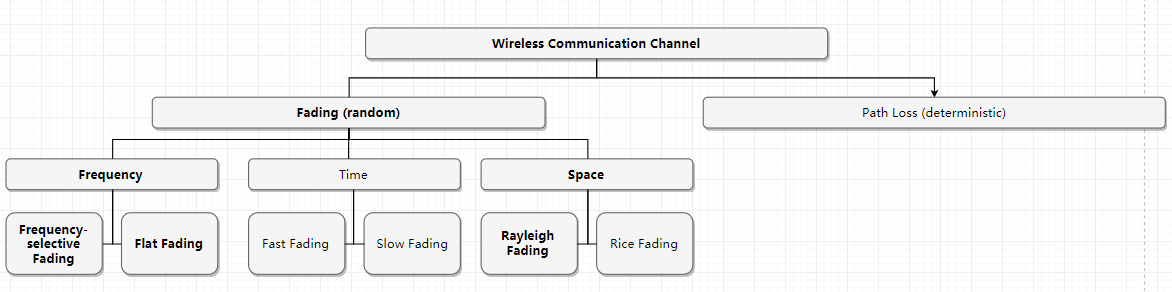 Wireless Communication Channel
Fading (random)
Path Loss (deterministic)
Frequency
Time
Space
Frequency-
selective
Fading
Flat Fading
Fast Fading
Slow Fading
Rayleigh
Fading
Rice Fading